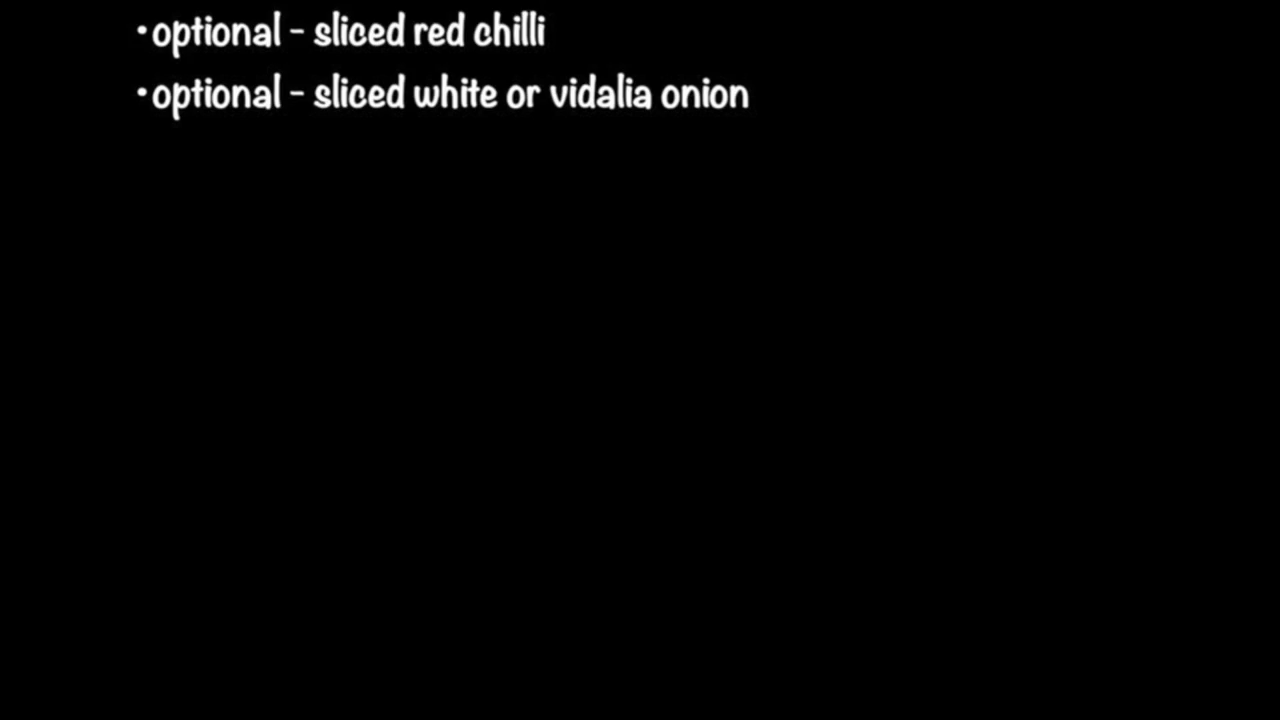 •optional - sliced red chilli
•optional - sliced white or vidalia onion